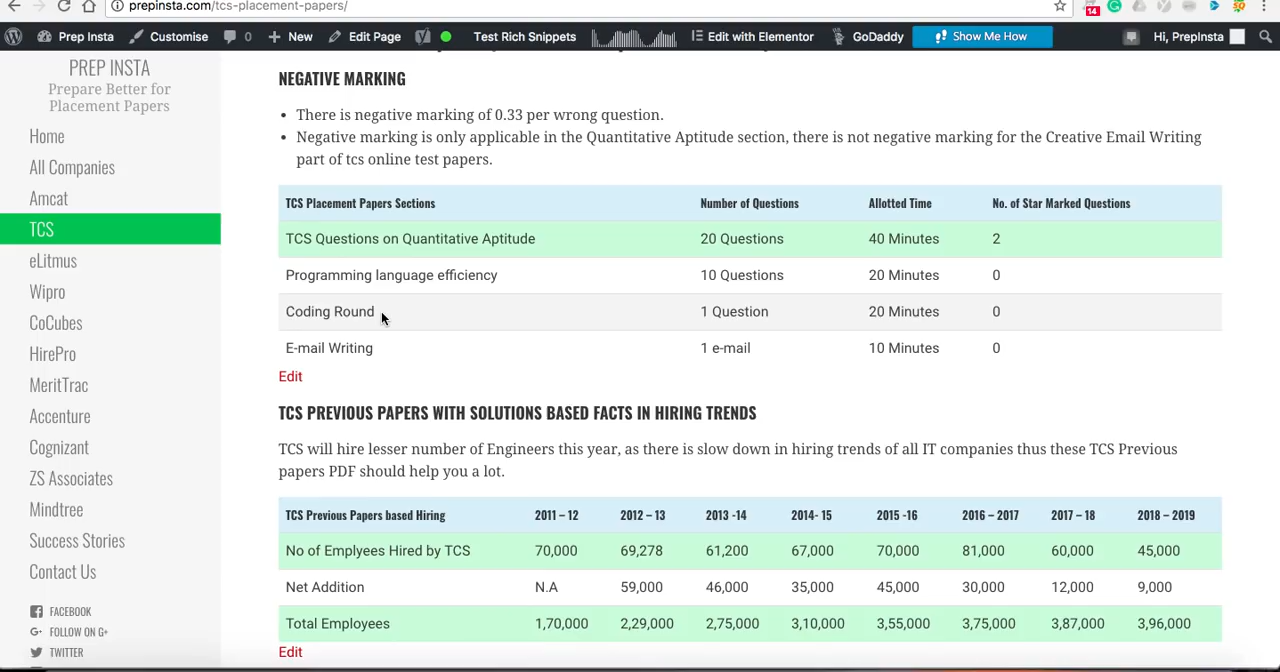 prepinsta.com/tcs-placement-papers/
14
Prep Insta Customise 0 New Edit Page Test Rich Snippets Edit with Elementor GoDaddy Show Me How Hi, PrepInsta
PREP INSTA
Prepare Better for
Placement Papers
Home
All Companies
Amcat
TCS
eLitmus
Wipro
CoCubes
HirePro
MeritTrac
Accenture
Cognizant
ZS Associates
Mindtree
Success Stories
Contact Us
FACEBOOK
FOLLOW ON G+
TWITTER
NEGATIVE MARKING
• There is negative marking of 0.33 per wrong question.
• Negative marking is only applicable in the Quantitative Aptitude section, there is not negative marking for the Creative Email Writing
part of tcs online test papers.
TCS Placement Papers Sections Number of Questions Allotted Time No. of Star Marked Questions
TCS Questions on Quantitative Aptitude 20 Questions 40 Minutes 2
Programming language efficiency 10 Questions 20 Minutes 0
Coding Round 1 Question 20 Minutes 0
E-mail Writing 1 e-mail 10 Minutes 0
Edit
TCS PREVIOUS PAPERS WITH SOLUTIONS BASED FACTS IN HIRING TRENDS
TCS will hire lesser number of Engineers this year, as there is slow down in hiring trends of all IT companies thus these TCS Previous
papers PDF should help you a lot.
TCS Previous Papers based Hiring 2011 – 12 2012 – 13 2013 -14 2014- 15 2015 -16 2016 – 2017 2017 – 18 2018 – 2019
No of Emplyees Hired by TCS 70,000 69,278 61,200 67,000 70,000 81,000 60,000 45,000
Net Addition N.A 59,000 46,000 35,000 45,000 30,000 12,000 9,000
Total Employees 1,70,000 2,29,000 2,75,000 3,10,000 3,55,000 3,75,000 3,87,000 3,96,000
Edit